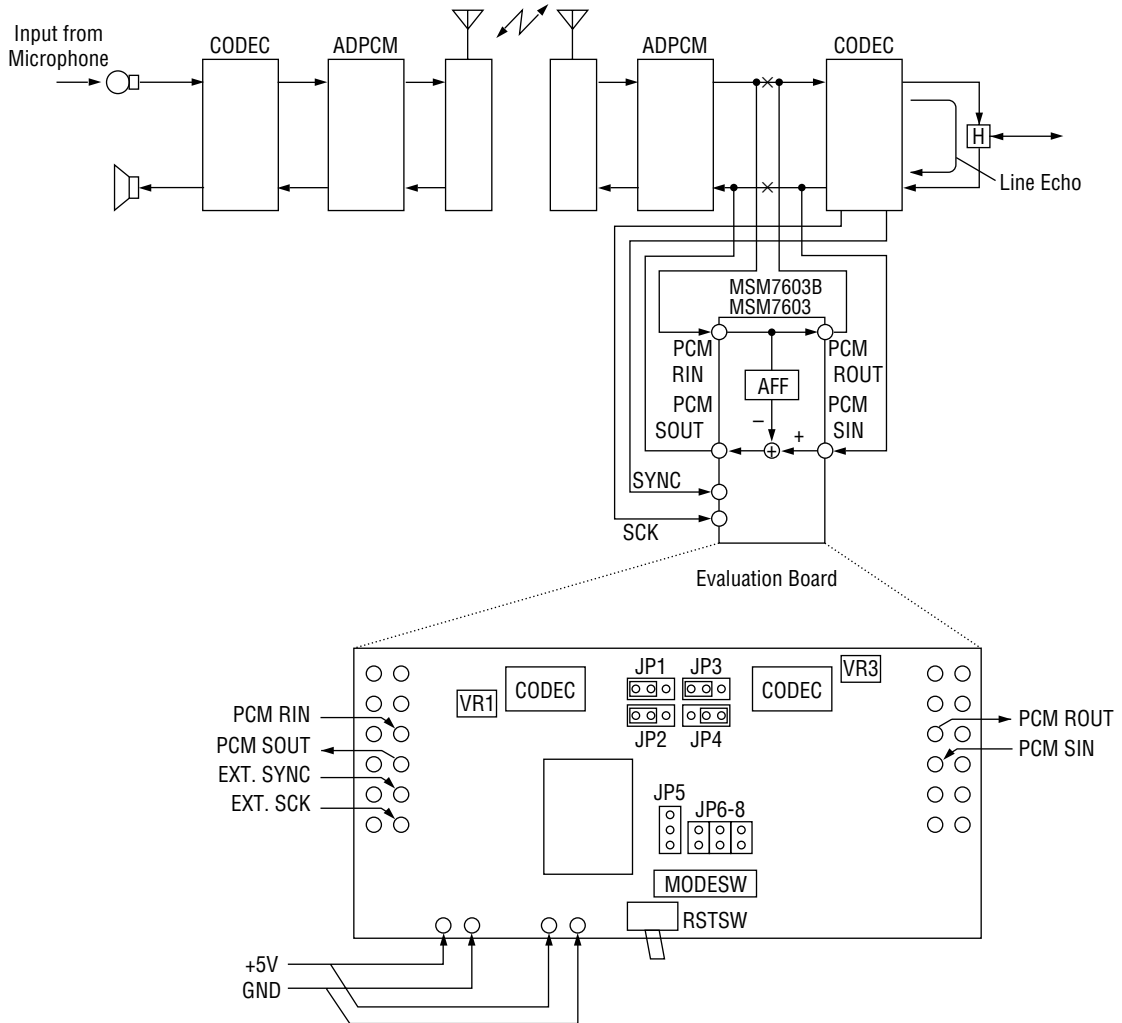 Input from
Microphone
CODEC
ADPCM
ADPCM
CODEC
H
Line Echo
MSM7603B
MSM7603
PCM
RIN
PCM
ROUT
AFF
PCM
SOUT
PCM
SIN
–
+
+
SYNC
SCK
Evaluation Board
JP1
JP3
VR3
VR1
CODEC
CODEC
JP2
JP4
PCM RIN
PCM SOUT
EXT. SYNC
EXT. SCK
PCM ROUT
PCM SIN
JP5
JP6-8
MODESW
RSTSW
+5V
GND